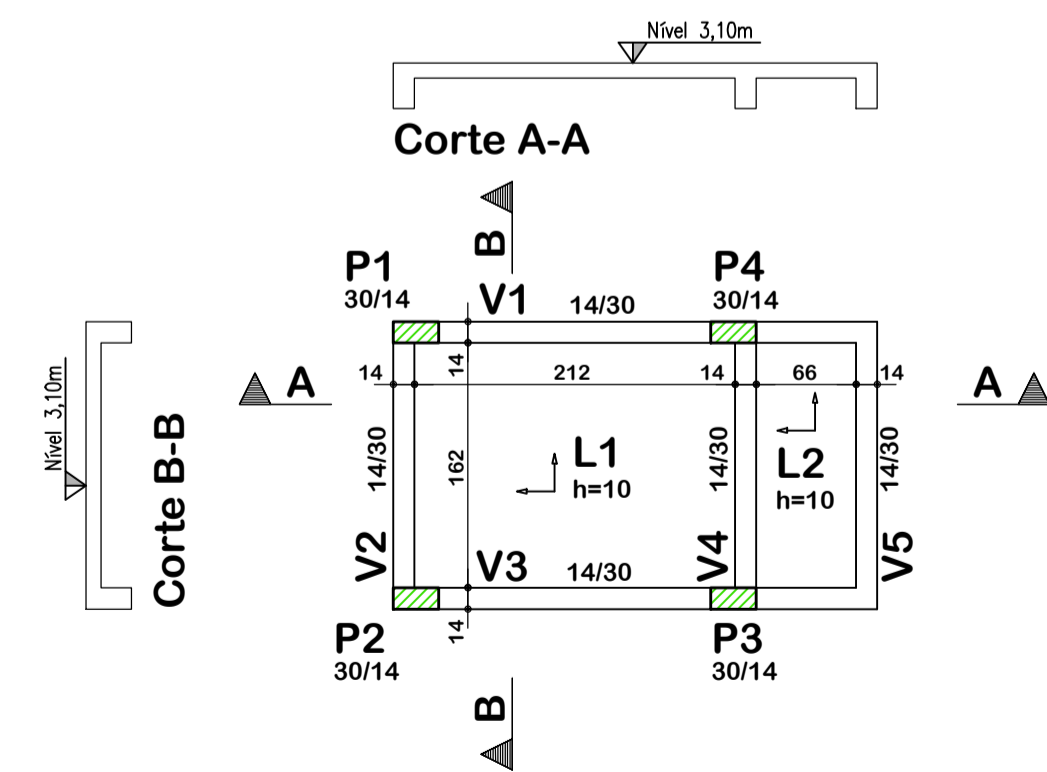 Nível 3,10m
Corte A-A
B
P1
30/14
V1
14/30
P4
30/14
A
14
14
212
14
66
14
A
Nível 3,10m
Corte B-B
14/30
162
L1
h=10
14/30
L2
h=10
14/30
V2
V3
14/30
V4
V5
14
P2
30/14
P3
30/14
B